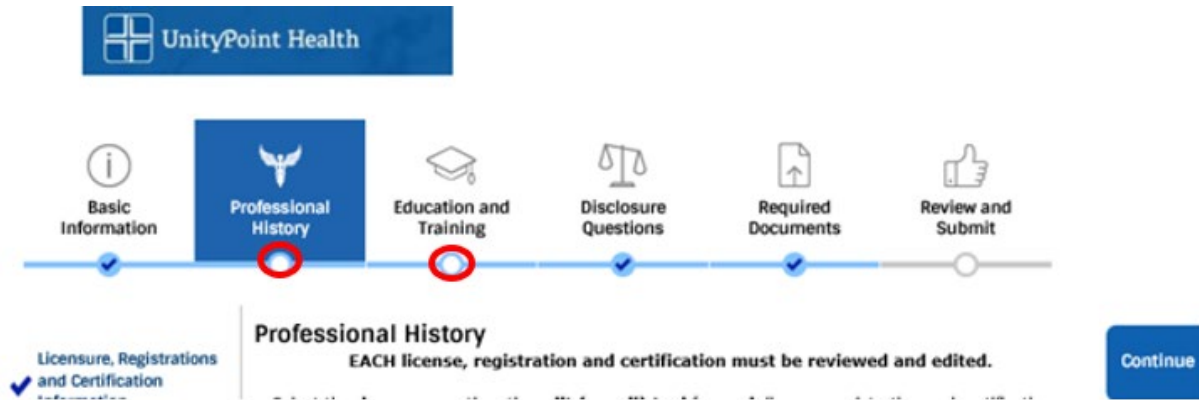 UnityPoint Health
Basic
Information
Professional
History
Education and
Training
Disclosure
Questions
Required
Documents
Review and
Submit
Licensure, Registrations
and Certification
Information
Professional History
EACH license, registration and certification must be reviewed and edited.
Continue